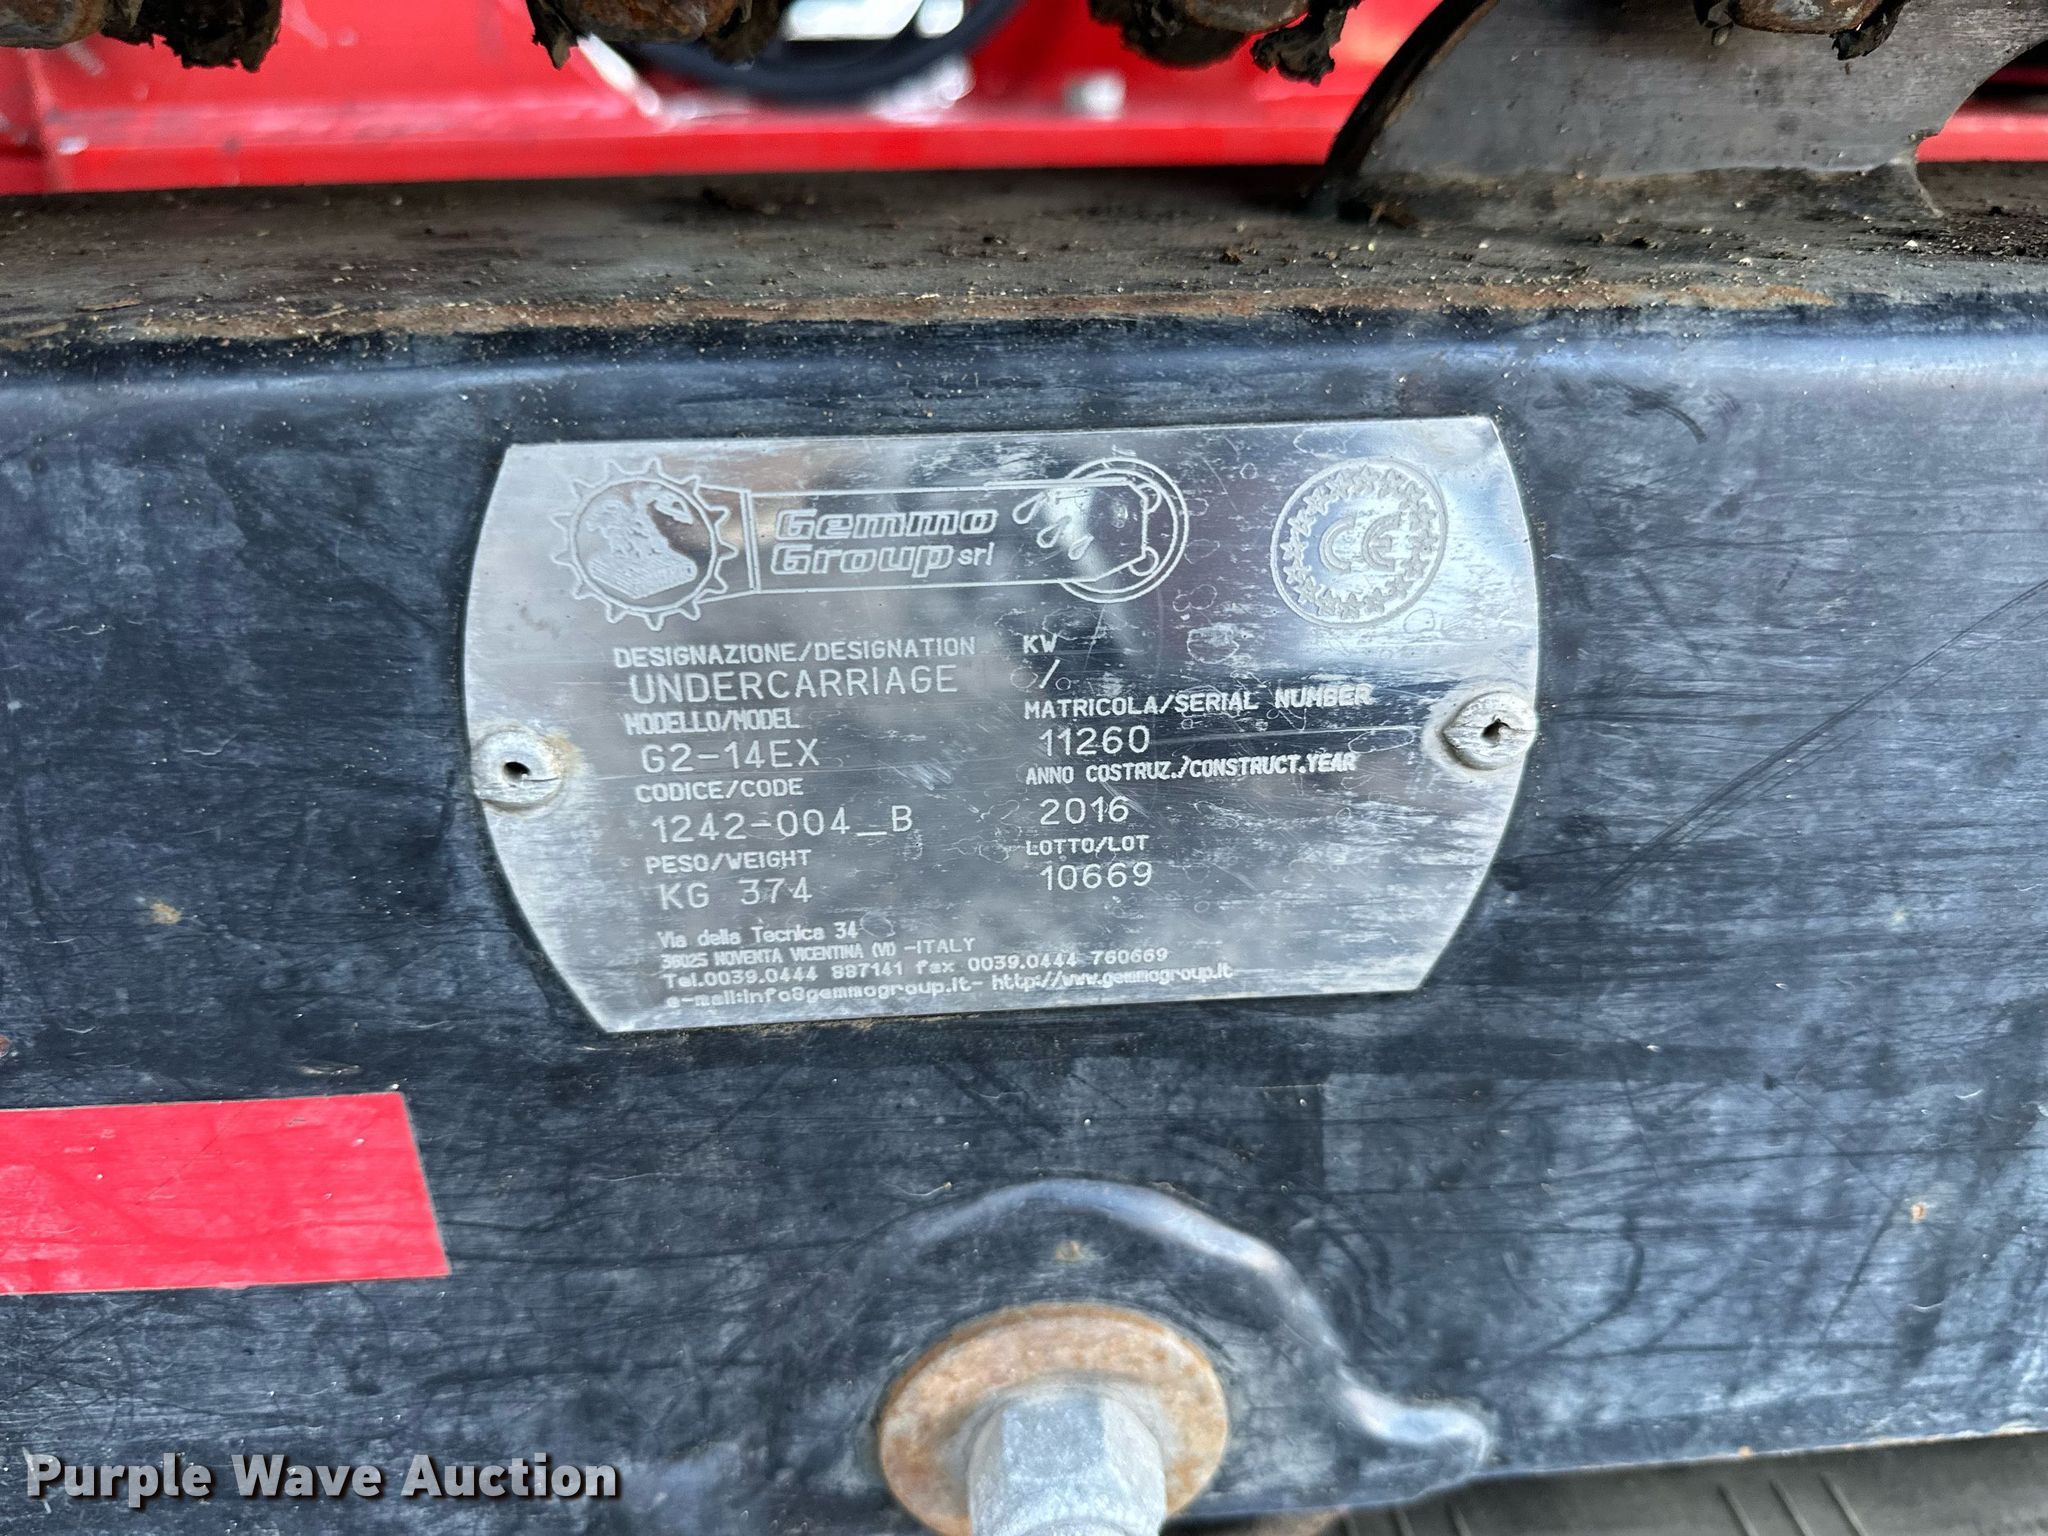 Gemmo
Group srl
CE
DESIGNAZIONE/DESIGNATION
UNDERCARRIAGE
MODELLO/MODEL
G2-14EX
CODICE/CODE
1242-004_B
PESO/WEIGHT
KG 374
KW
/
MATRICOLA/SERIAL NUMBER
11260
ANNO COSTRUZ./CONSTRUCT.YEAR
2016
LOTTO/LOT
10669
Via della Tecnica 34
36025 NOVENTA VICENTINA (VI) -ITALY
Tel.0039.0444 887141 fax 0039.0444 760669
e-mail:info@gemmogroup.it- http://www.gemmogroup.it
Purple Wave Auction